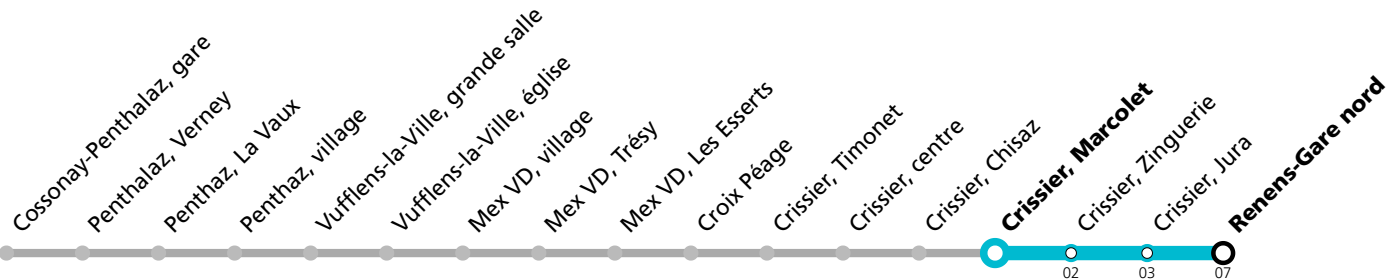 Cossonay-Penthalaz, gare
Penthalaz, Verney
Penthaz, La Vaux
Penthaz, village
Vufflens-la-Ville, grande salle
Vufflens-la-Ville, église
Mex VD, village
Mex VD, Trésy
Mex VD, Les Esserts
Croix Péage
Crissier, Timonet
Crissier, centre
Crissier, Chisaz
Crissier, Marcolet
Crissier, Zinguerie
Crissier, Jura
Renens-Gare nord
02
03
07